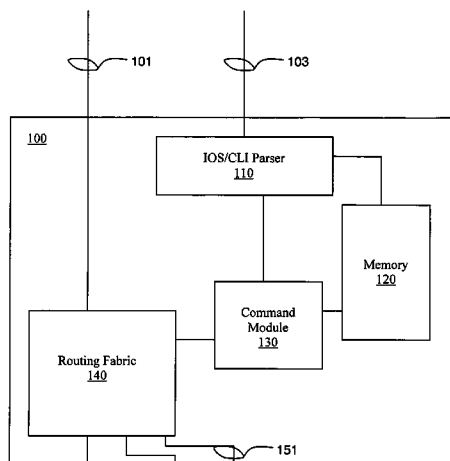 101
103
100
IOS/CLI Parser
110
Memory
120
Command
Module
130
Routing Fabric
140
151